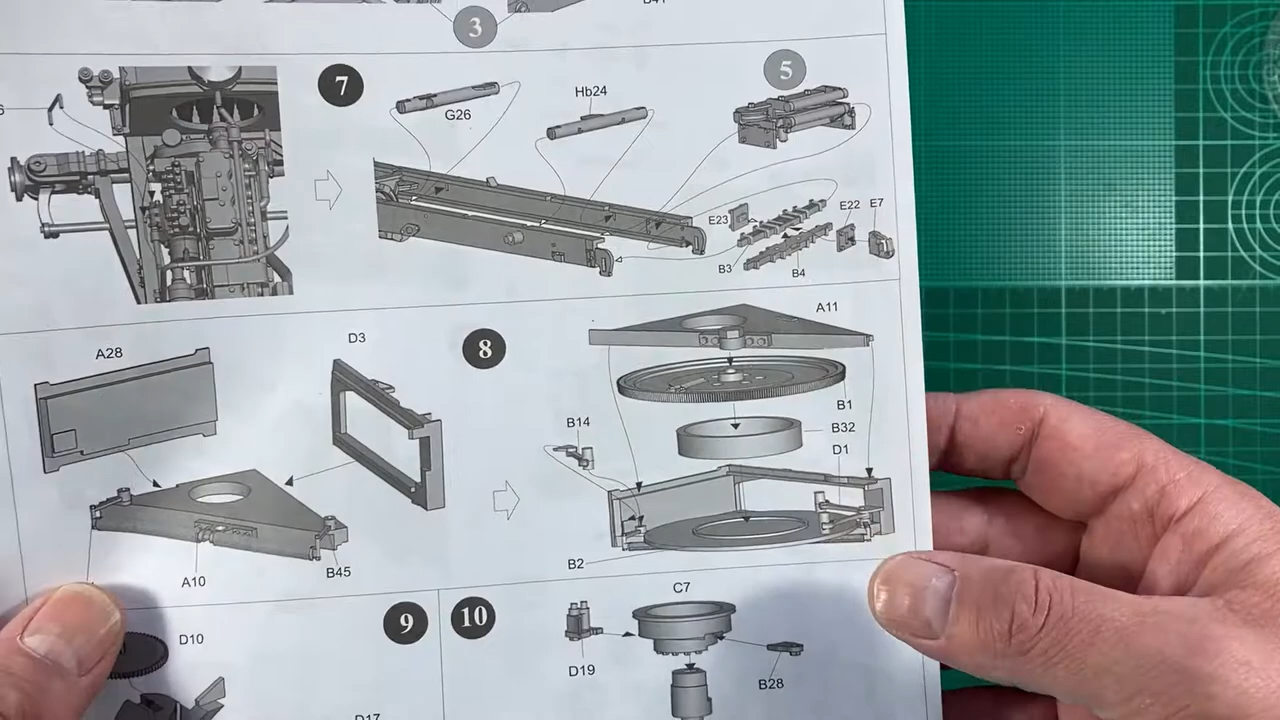 3
7
G26
Hb24
5
E23
E22
E7
B3
B4
A28
D3
8
A11
B1
B14
B32
D1
A10
B45
B2
9
10
C7
D10
D19
B28
D17